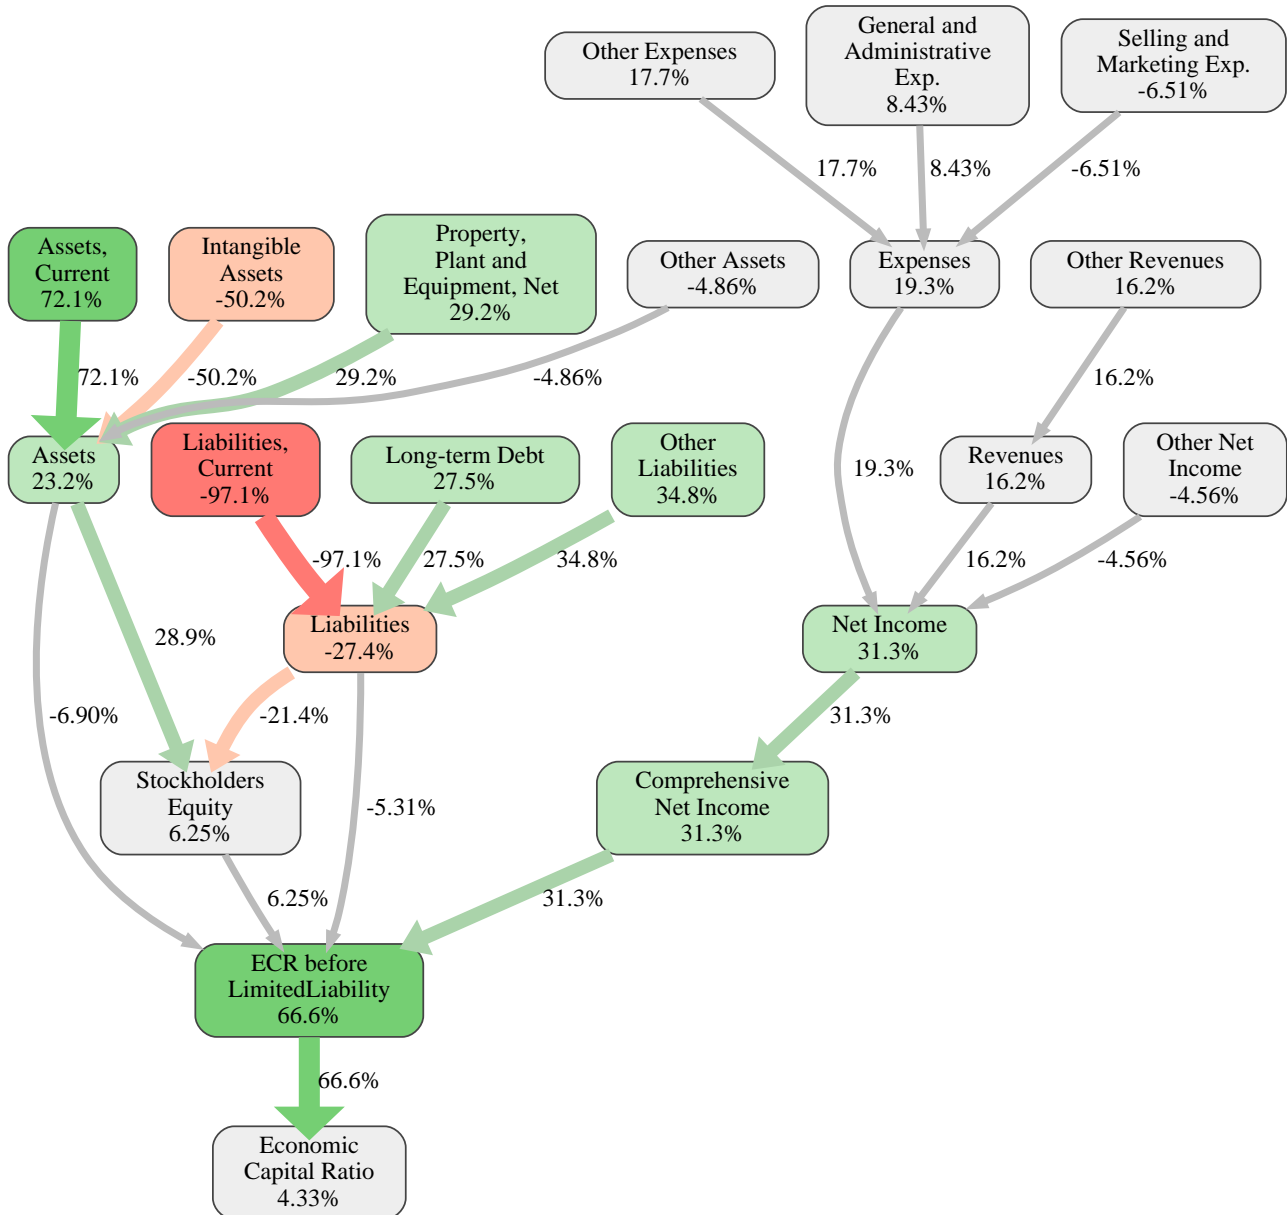 Other Expenses
17.7%
General and
Administrative
Exp.
8.43%
Selling and
Marketing Exp.
-6.51%
17.7%
8.43%
-6.51%
Assets,
Current
72.1%
Intangible
Assets
-50.2%
Property,
Plant and
Equipment, Net
29.2%
Other Assets
-4.86%
Expenses
19.3%
Other Revenues
16.2%
72.1%
-50.2%
29.2%
-4.86%
16.2%
Assets
23.2%
Liabilities,
Current
-97.1%
Long-term Debt
27.5%
Other
Liabilities
34.8%
19.3%
Revenues
16.2%
Other Net
Income
-4.56%
-97.1%
27.5%
34.8%
16.2%
-4.56%
28.9%
Liabilities
-27.4%
Net Income
31.3%
-6.90%
-21.4%
31.3%
Stockholders
Equity
6.25%
-5.31%
Comprehensive
Net Income
31.3%
6.25%
31.3%
ECR before
LimitedLiability
66.6%
66.6%
Economic
Capital Ratio
4.33%